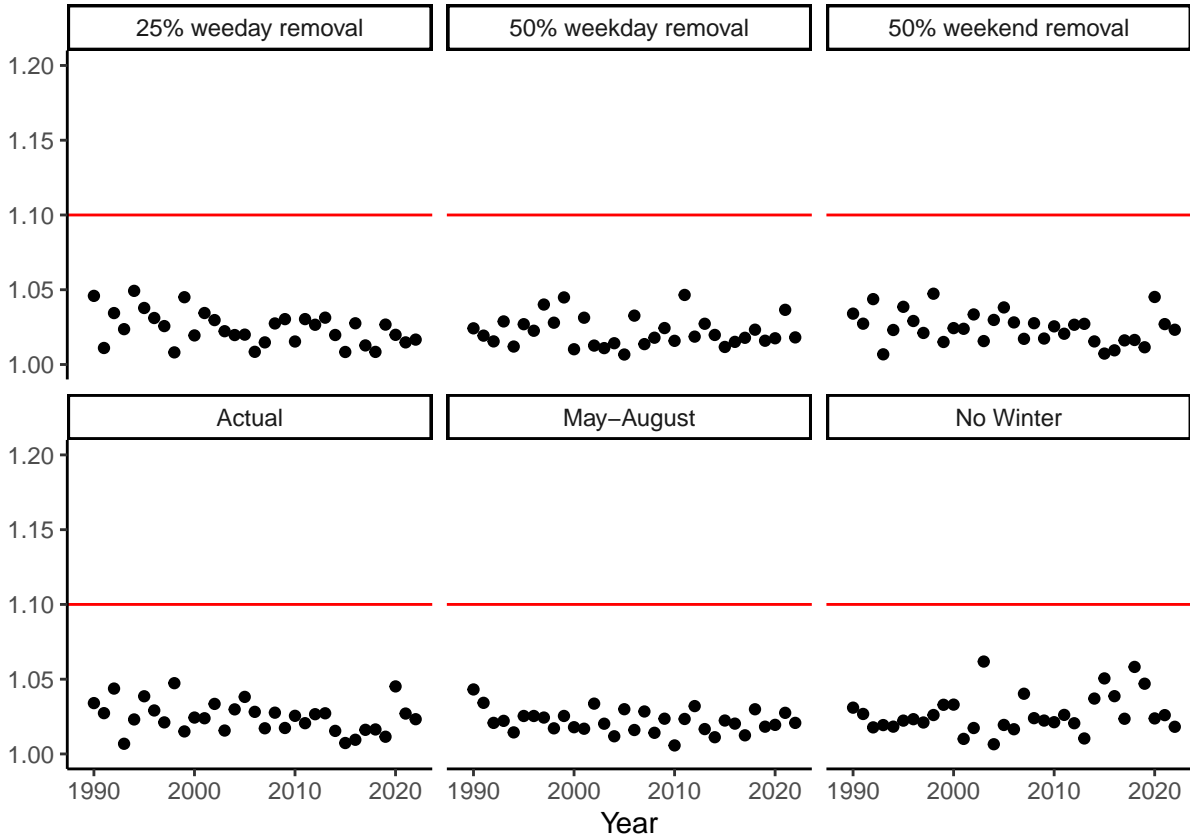 25% weeday removal
50% weekday removal
50% weekend removal
1.20
1.15
1.10
1.05
1.00
Actual
May−August
No Winter
1.20
1.15
1.10
1.05
1.00
1990 2000 2010 2020
1990 2000 2010 2020
1990 2000 2010 2020
Year